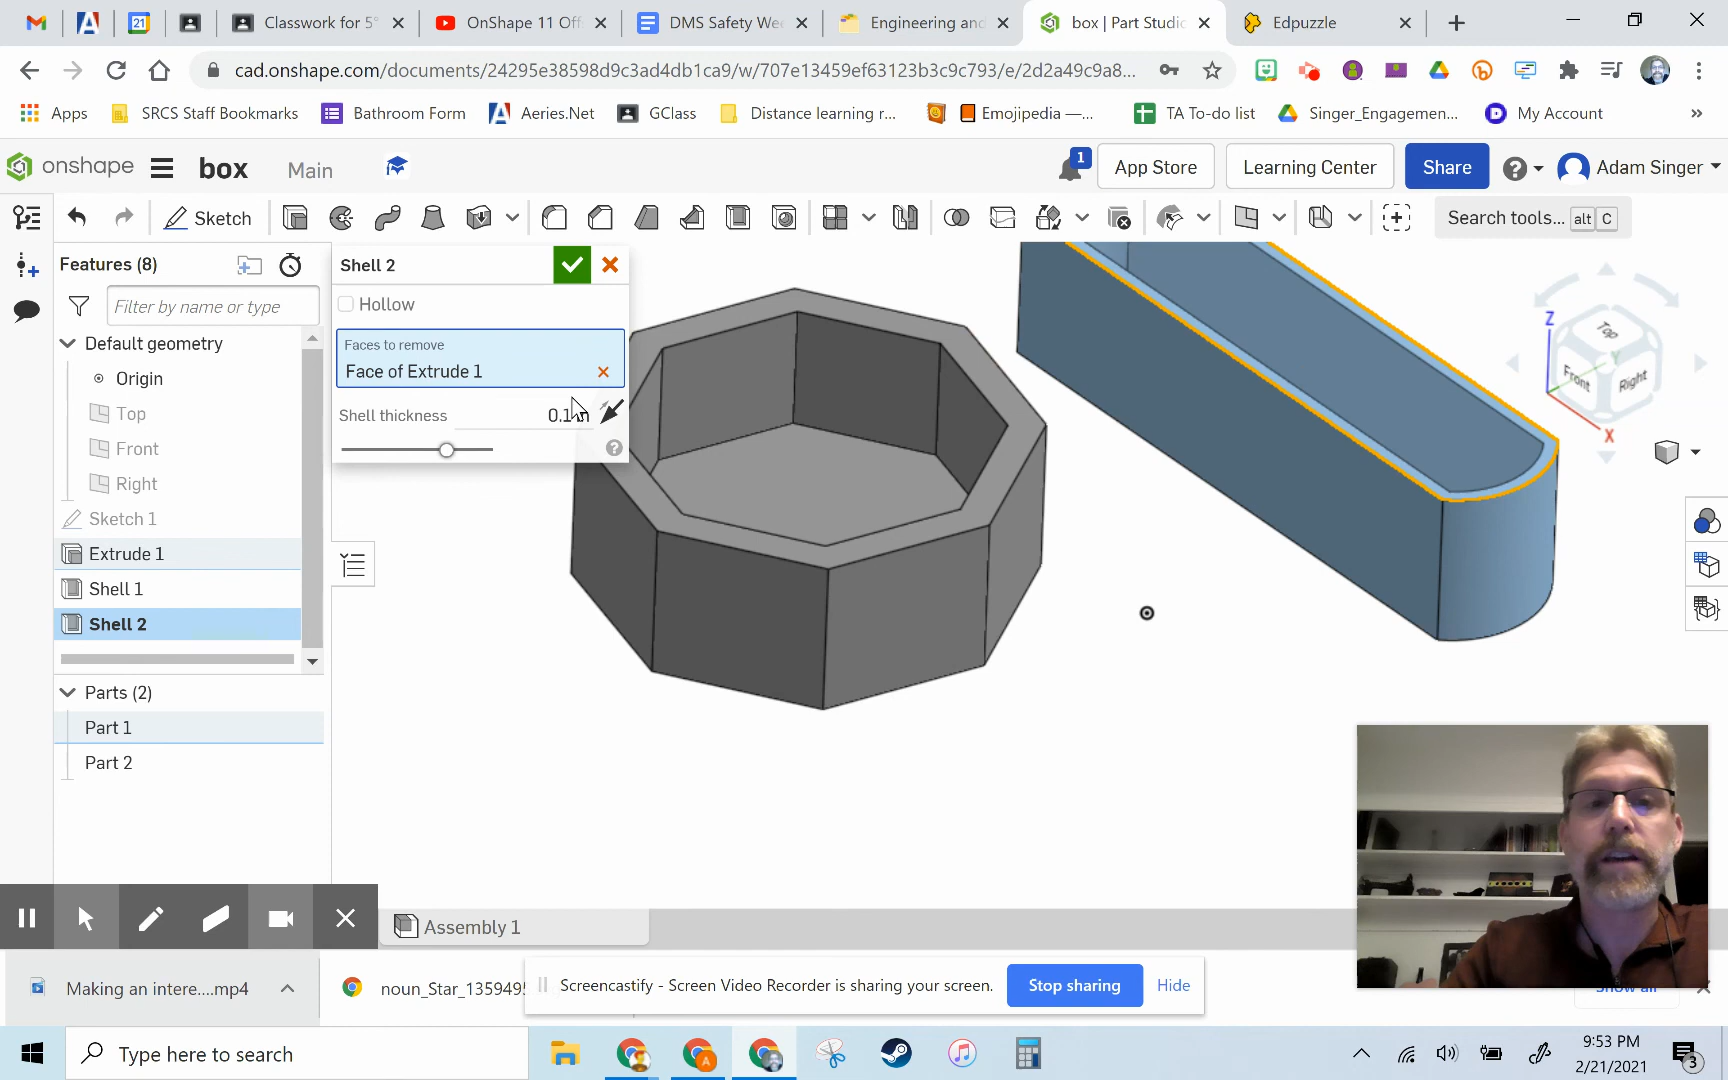 21
Classwork for 5°
OnShape 11 Off
DMS Safety We
Engineering and
box | Part Studi
Edpuzzle
cad.onshape.com/documents/24295e38598d9c3ad4db1ca9/w/707e13459ef63123b3c9c793/e/2d2a49c9a8...
Apps
SRCS Staff Bookmarks
Bathroom Form
Aeries.Net
GClass
Distance learning r...
Emojipedia —...
TA To-do list
Singer_Engagemen...
My Account
»
onshape
box
Main
1
App Store
Learning Center
Share
Adam Singer
Sketch
Search tools... alt C
Features (8)
Filter by name or type
Default geometry
Origin
Top
Front
Right
Sketch 1
Extrude 1
Shell 1
Shell 2
Parts (2)
Part 1
Part 2
Shell 2
Hollow
Faces to remove
Face of Extrude 1
Shell thickness
Z
Top
Y
Front
Right
X
Assembly 1
Making an intere....mp4
noun_Star_1359495
Screencastify - Screen Video Recorder is sharing your screen.
Stop sharing
Hide
Type here to search
9:53 PM
2/21/2021
3